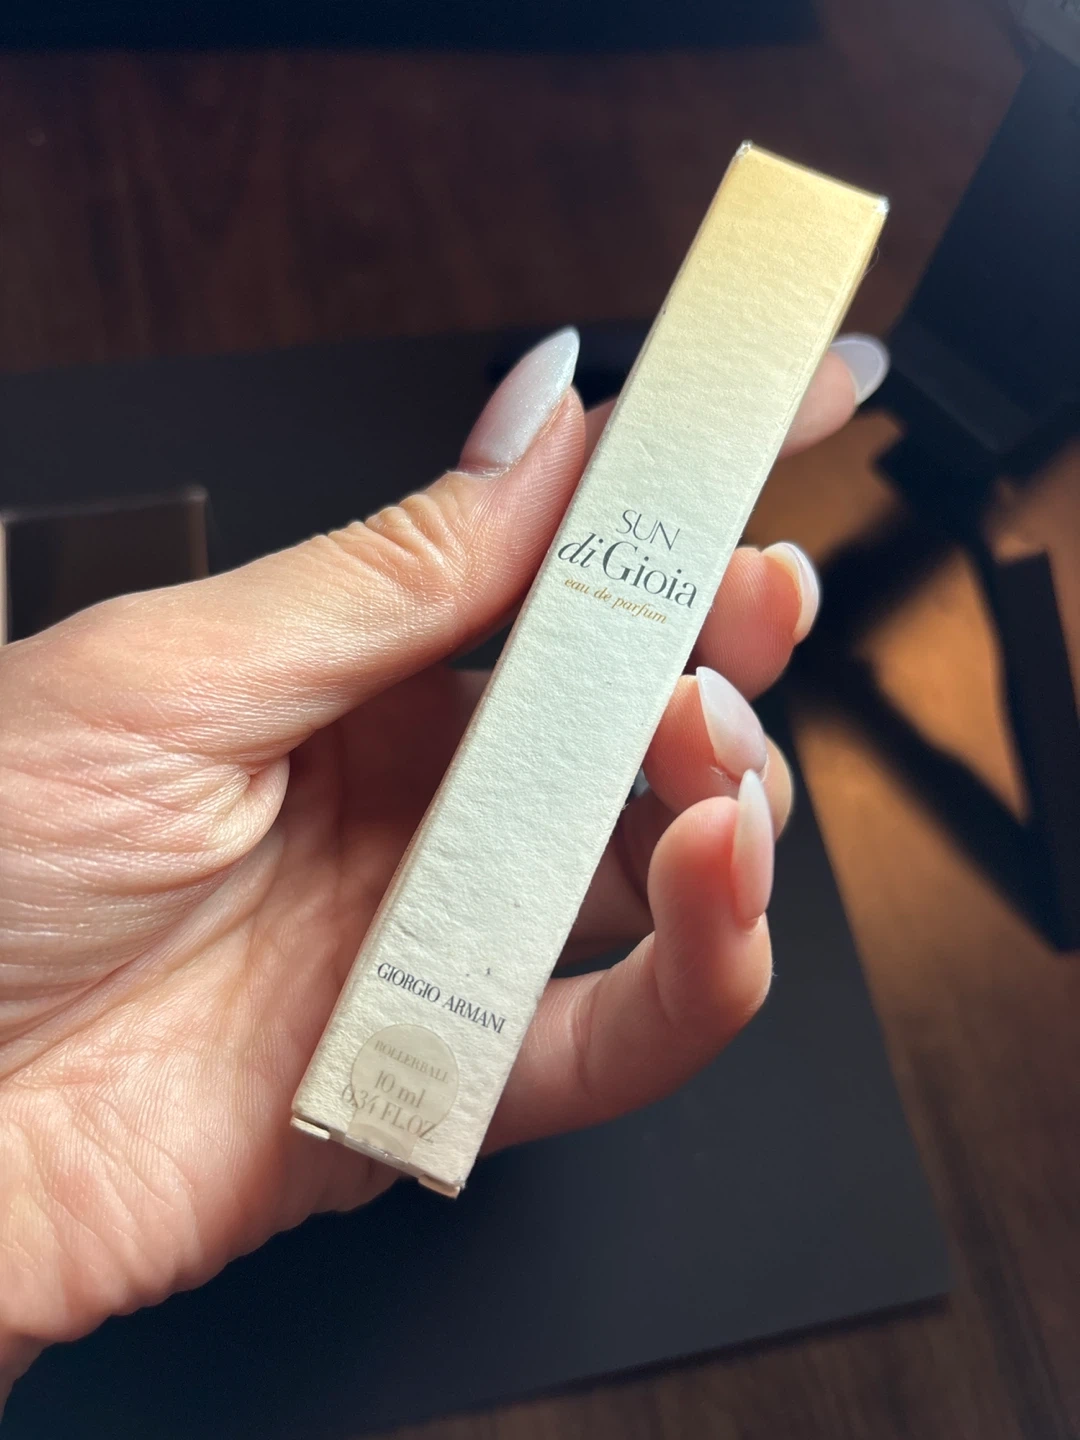 SUN
di Gioia
eau de parfum
GIORGIO ARMANI
ROLLERBALL
10 ml
0.34 FL.OZ